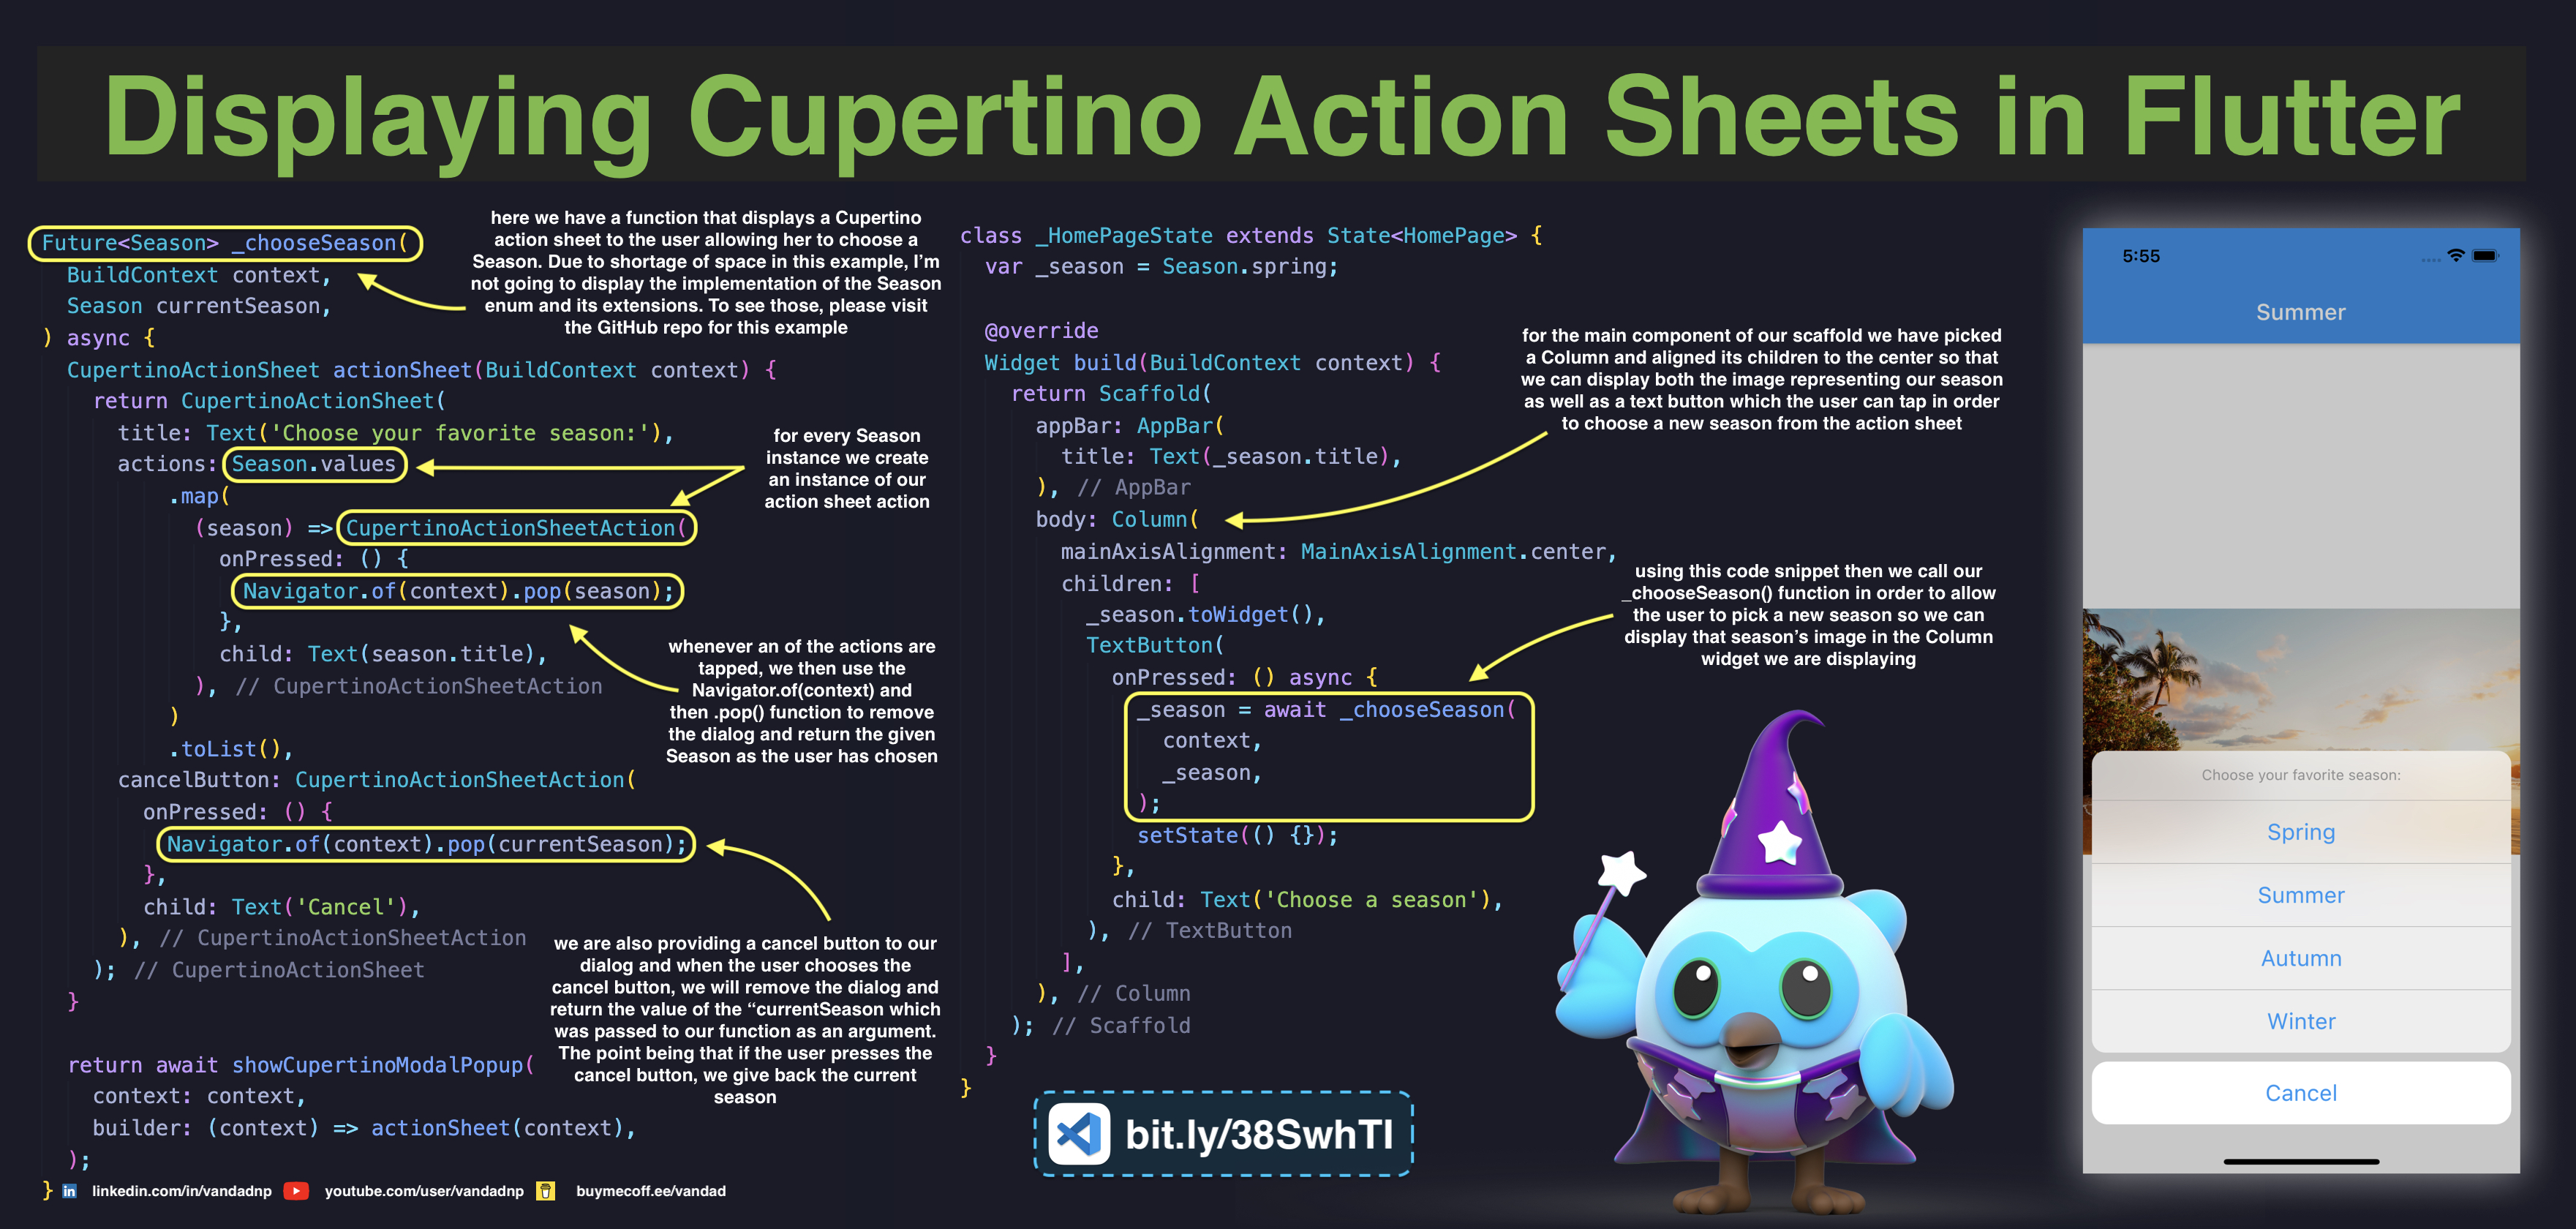 Displaying Cupertino Action Sheets in Flutter
Future<Season> _chooseSeason(
BuildContext context,
Season currentSeason,
) async {
CupertinoActionSheet actionSheet(BuildContext context) {
return CupertinoActionSheet(
title: Text('Choose your favorite season:'),
actions: Season.values
.map(
(season) => CupertinoActionSheetAction(
onPressed: () {
Navigator.of(context).pop(season);
},
child: Text(season.title),
), // CupertinoActionSheetAction
)
.toList(),
cancelButton: CupertinoActionSheetAction(
onPressed: () {
Navigator.of(context).pop(currentSeason);
},
child: Text('Cancel'),
), // CupertinoActionSheetAction
); // CupertinoActionSheet
}
return await showCupertinoModalPopup(
context: context,
builder: (context) => actionSheet(context),
);
}
here we have a function that displays a Cupertino
action sheet to the user allowing her to choose a
Season. Due to shortage of space in this example, I'm
not going to display the implementation of the Season
enum and its extensions. To see those, please visit
the GitHub repo for this example
for every Season
instance we create
an instance of our
action sheet action
whenever an of the actions are
tapped, we then use the
Navigator.of(context) and
then .pop() function to remove
the dialog and return the given
Season as the user has chosen
we are also providing a cancel button to our
dialog and when the user chooses the
cancel button, we will remove the dialog and
return the value of the “currentSeason which
was passed to our function as an argument.
The point being that if the user presses the
cancel button, we give back the current
season
class _HomePageState extends State<HomePage> {
var _season = Season.spring;
@override
Widget build(BuildContext context) {
return Scaffold(
appBar: AppBar(
title: Text(_season.title),
), // AppBar
body: Column(
mainAxisAlignment: MainAxisAlignment.center,
children: [
_season.toWidget(),
TextButton(
onPressed: () async {
_season = await _chooseSeason(
context,
_season,
);
setState(() {});
},
child: Text('Choose a season'),
), // TextButton
],
), // Column
); // Scaffold
}
}
for the main component of our scaffold we have picked
a Column and aligned its children to the center so that
we can display both the image representing our season
as well as a text button which the user can tap in order
to choose a new season from the action sheet
using this code snippet then we call our
_chooseSeason() function in order to allow
the user to pick a new season so we can
display that season's image in the Column
widget we are displaying
bit.ly/38SwhTl
5:55
Summer
Choose your favorite season:
Spring
Summer
Autumn
Winter
Cancel
in linkedin.com/in/vandadnp youtube.com/user/vandadnp buymecoff.ee/vandad